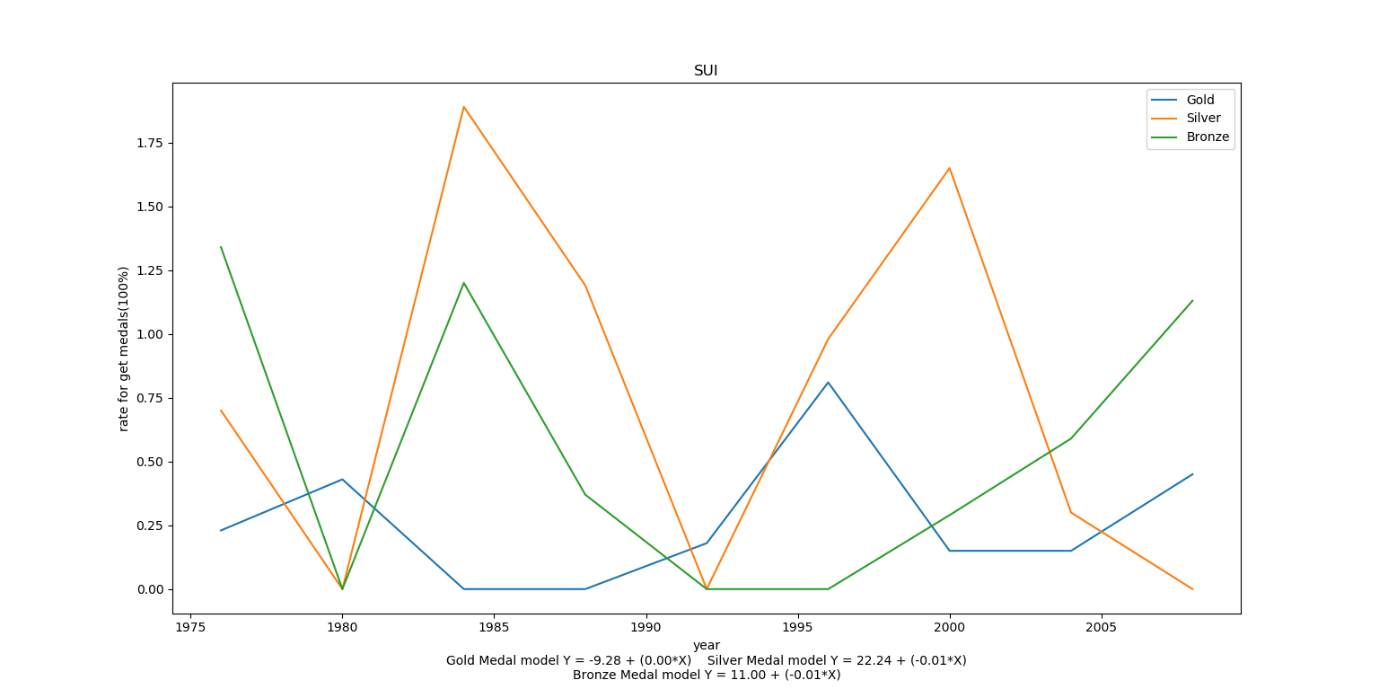 SUI
Gold
Silver
Bronze
rate for get medals(100%)
1.75
1.50
1.25
1.00
0.75
0.50
0.25
0.00
1975 1980 1985 1990 1995 2000 2005
year
Gold Medal model Y = -9.28 + (0.00*X) Silver Medal model Y = 22.24 + (-0.01*X)
Bronze Medal model Y = 11.00 + (-0.01*X)